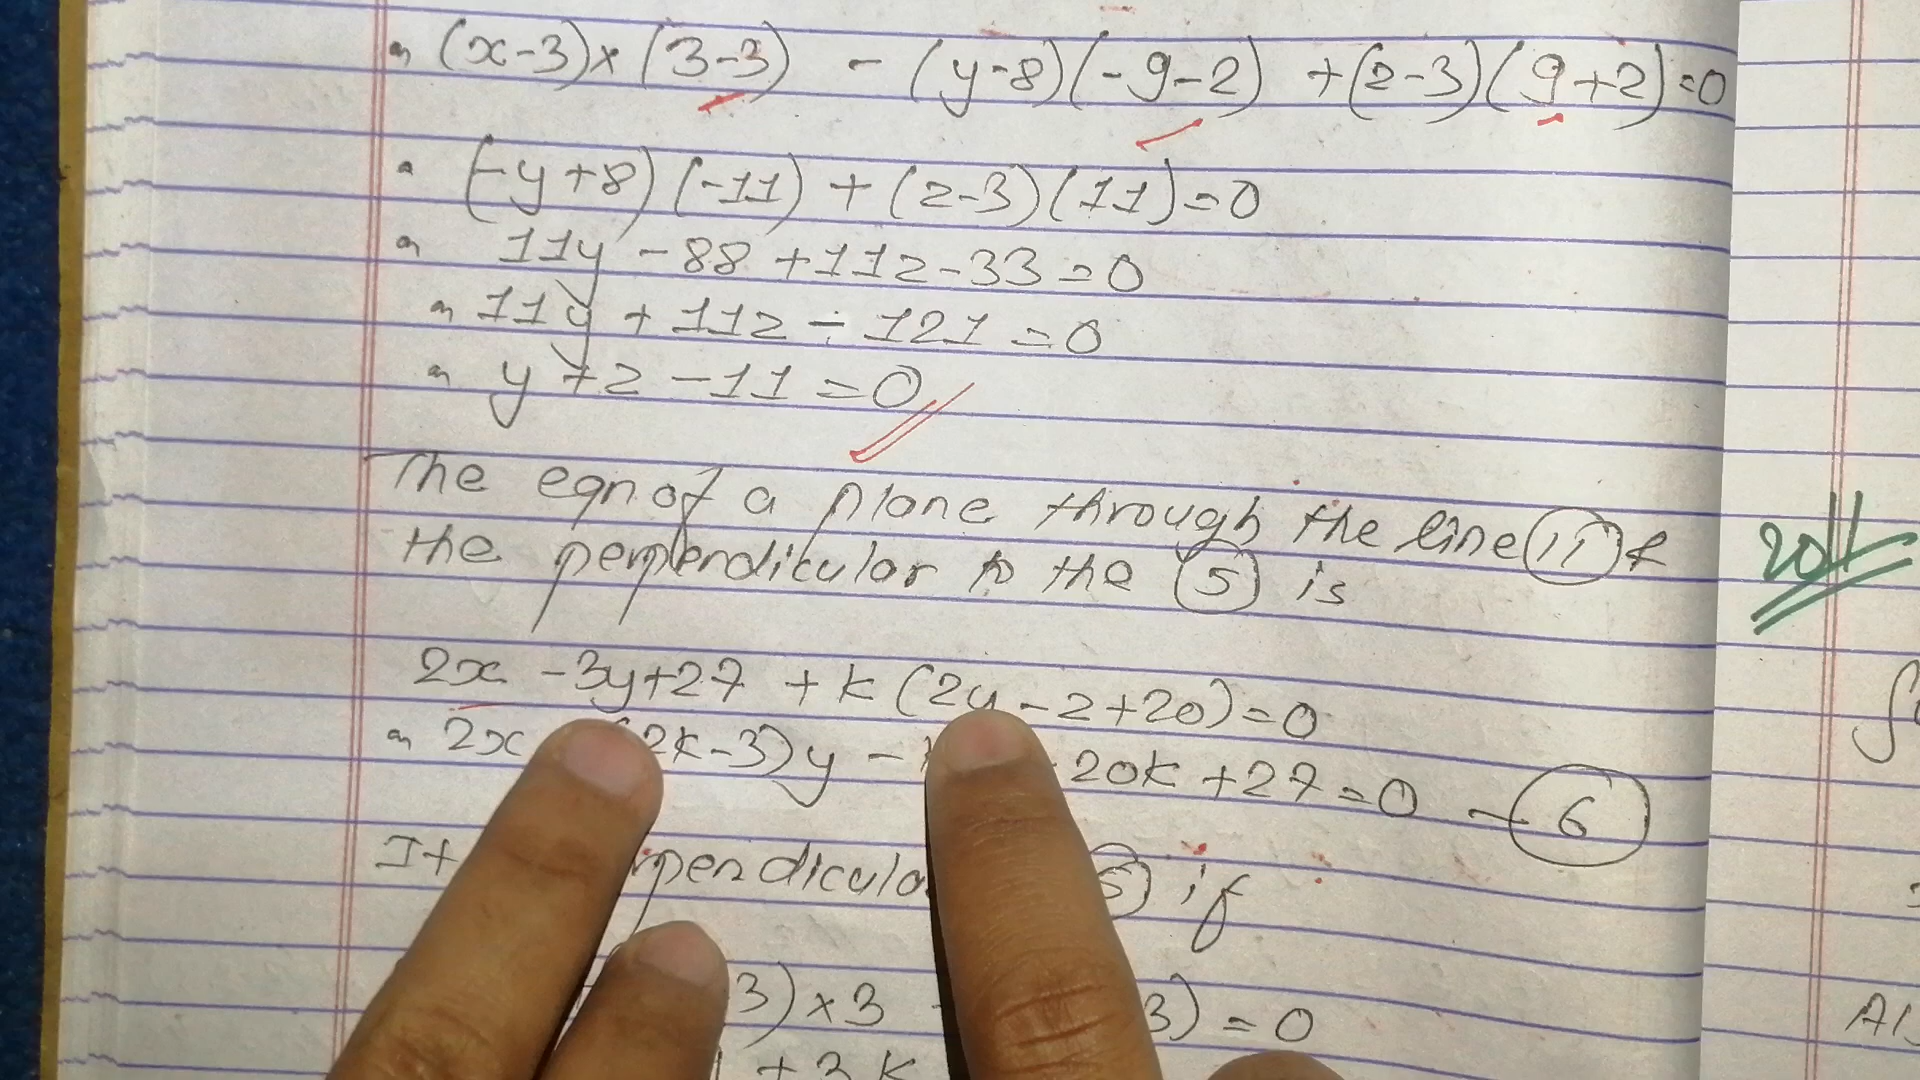 (x-3)×(3-3) - (y-8)(-9-2) +(z-3)(9+2)=0
(-y+8)(-11)+(z-3)(11)=0
11y-88+11z-33=0
11y+11z-121=0
y+z-11=0
The eqn of a plane through the line (11) &
the perpendicular to the (5) is
2011
2x-3y+27+k(2y-z+20)=0
2x (2k-3)y - 20k+27=0 - (6)
It (5) if
3)×3 3)=0
+3k